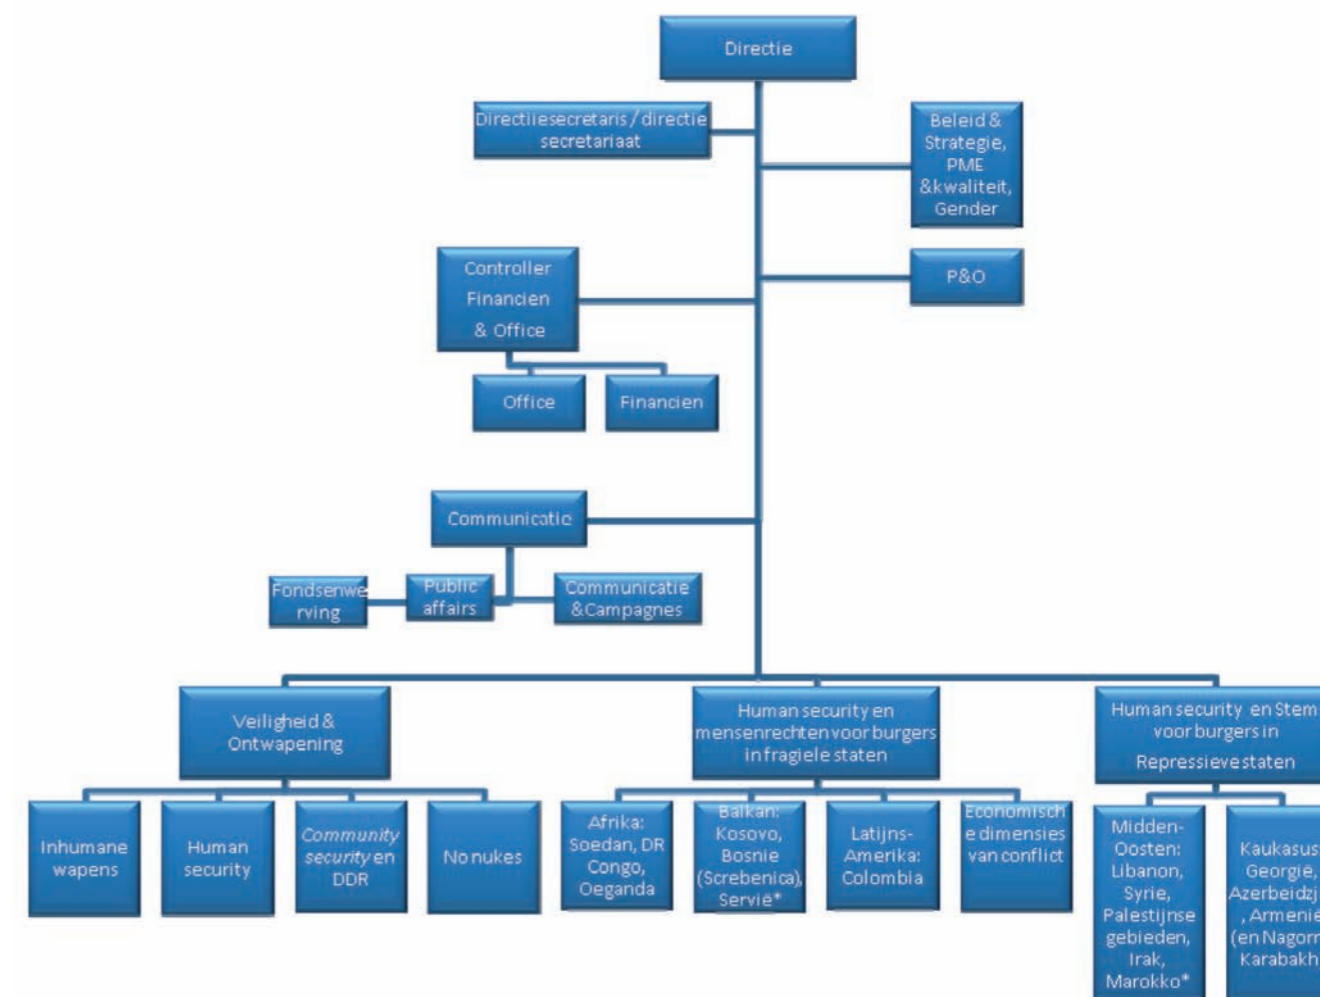 Directie
Directiesecretaris / directie
secretariaat
Beleid &
Strategie,
PME
&kwaliteit,
Gender
Controller
Financien
& Office
P&O
Office
Financien
Communicatie
Fondsenwe
rving
Public
affairs
Communicatie
&Campagnes
Veiligheid &
Ontwapening
Human security en
mensenrechten voor burgers
in fragiele staten
Human security en Stem
voor burgers in
Repressieve staten
Inhumane
wapens
Human
security
Community
security en
DDR
No nukes
Afrika:
Soedan, DR
Congo,
Oeganda
Balkan:
Kosovo,
Bosnie
(Screbenica),
Servië*
Latijns-
Amerika:
Colombia
Economisch
e dimensies
van conflict
Midden-
Oosten:
Libanon,
Syrie,
Palestijnse
gebieden,
Irak,
Marokko*
Kaukasus:
Georgie,
, Armenië
(en
Karabakh